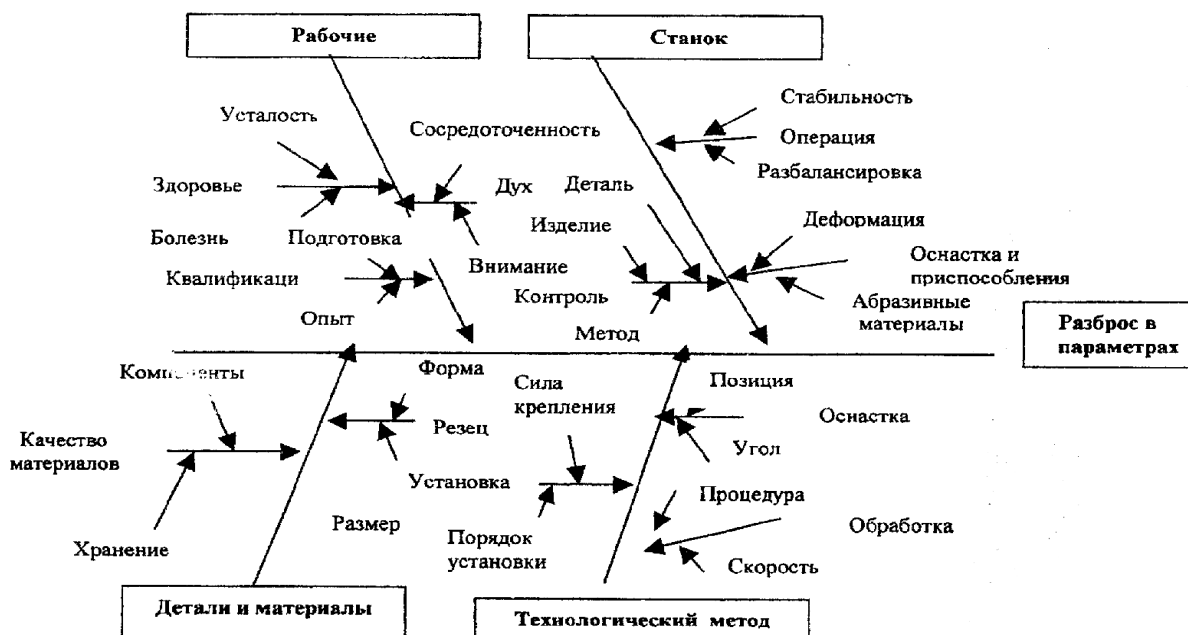 Рабочие
Станок
Стабильность
Усталость
Сосредоточенность
Операция
Разбалансировка
Здоровье
Дух
Деталь
Деформация
Болезнь
Подготовка
Изделие
Оснастка и
приспособления
Квалификаци
Внимание
Контроль
Абразивные
материалы
Опыт
Метод
Разброс в
параметрах
Форма
Сила
крепления
Позиция
Оснастка
Качество
материалов
Резец
Угол
Установка
Процедура
Размер
Обработка
Хранение
Порядок
установки
Скорость
Детали и материалы
Технологический метод